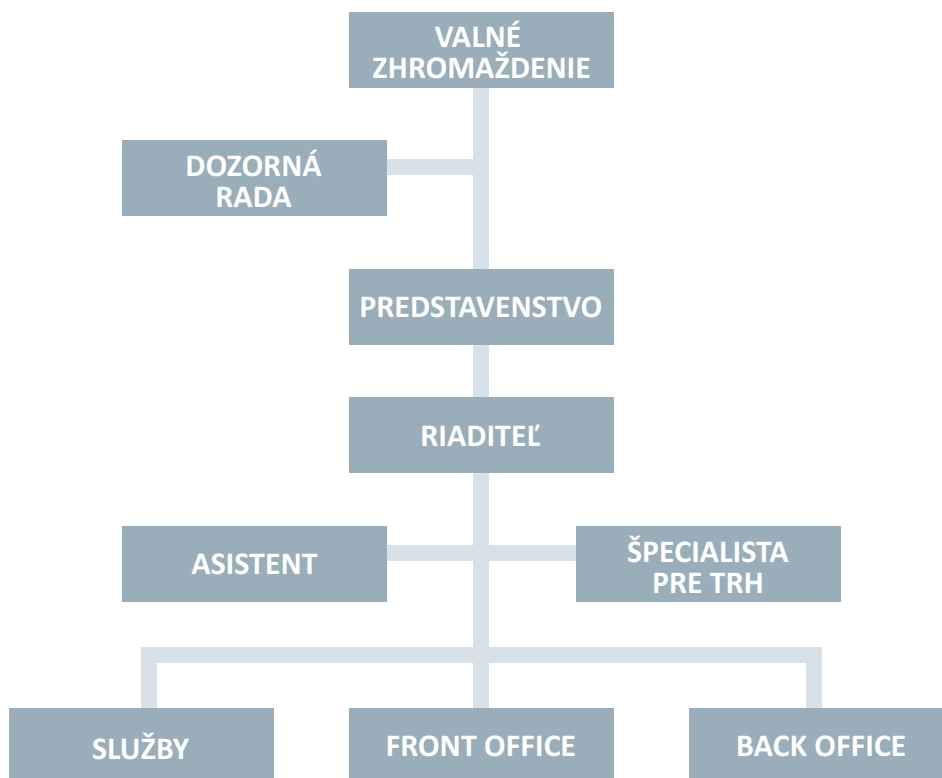 VALNÉ
ZHROMAŽDENIE
DOZORNÁ
RADA
PREDSTAVENSTVO
RIADITEĽ
ASISTENT
ŠPECIALISTA
PRE TRH
SLUŽBY
FRONT OFFICE
BACK OFFICE